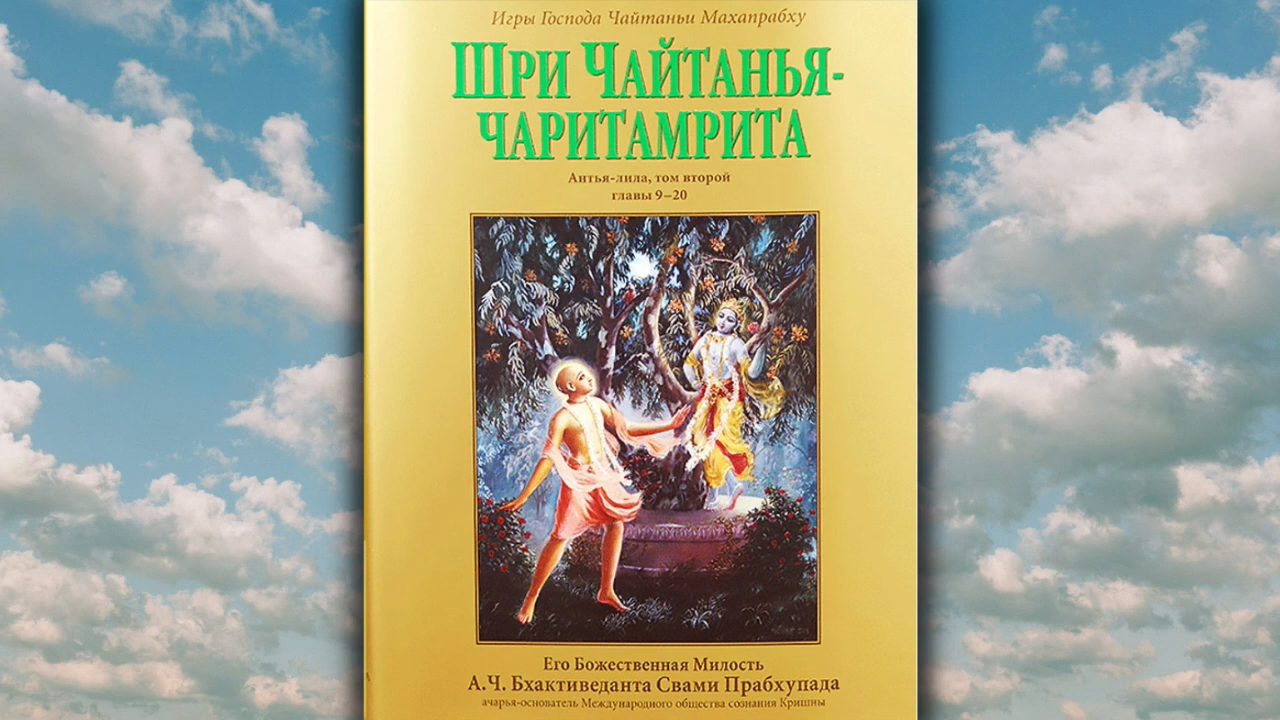 Игры Господа Чайтаньи Махапрабху
Шри Чайтанья-
чаритамрита
Антья-лила, том второй
главы 9–20
Его Божественная Милость
А.Ч. Бхактиведанта Свами Прабхупада
ачарья-основатель Международного общества сознания Кришны